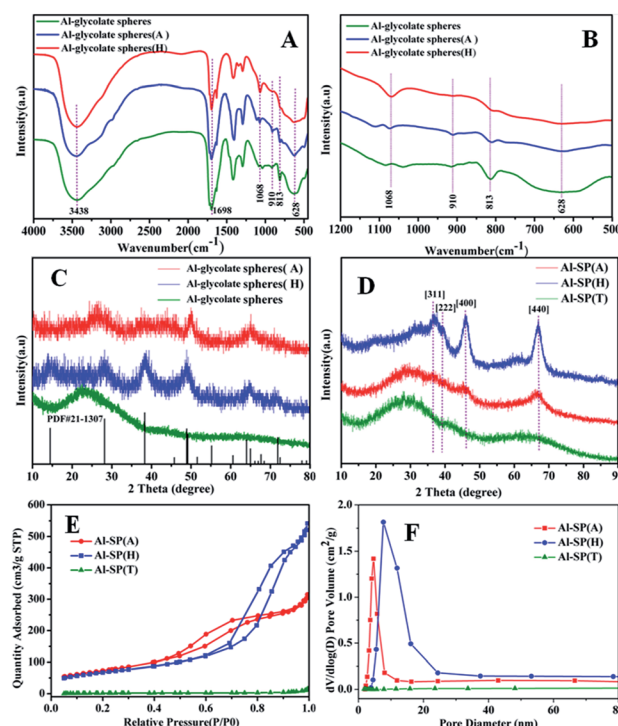 Al-glycolate spheres
Al-glycolate spheres(A )
Al-glycolate spheres(H)
A
Intensity(a.u)
3438
1698
1068
910
813
628
4000 3500 3000 2500 2000 1500 1000 500
Wavenumber(cm-1)
Al-glycolate spheres
Al-glycolate spheres(A )
Al-glycolate spheres(H)
B
Intensity(a.u)
1068
910
813
628
1200 1100 1000 900 800 700 600 500
Wavenumber(cm-1)
Al-glycolate spheres( A)
Al-glycolate spheres( H)
Al-glycolate spheres
C
Intensity(a.u)
PDF#21-1307
10 20 30 40 50 60 70 80
2 Theta (degree)
D
Al-SP(A)
Al-SP(H)
Al-SP(T)
[311]
[222]
[400]
[440]
Intensity(a.u)
10 20 30 40 50 60 70 80 90
2 Theta (degree)
E
Al-SP(A)
Al-SP(H)
Al-SP(T)
Quantity Adsorbed (cm3/g STP)
600
500
400
300
200
100
0
0.0 0.2 0.4 0.6 0.8 1.0
Relative Pressure(P/P0)
F
Al-SP(A)
Al-SP(H)
Al-SP(T)
dV/dlog(D) Pore Volume (cm2/g)
2.0
1.5
1.0
0.5
0.0
0 20 40 60 80
Pore Diameter (nm)